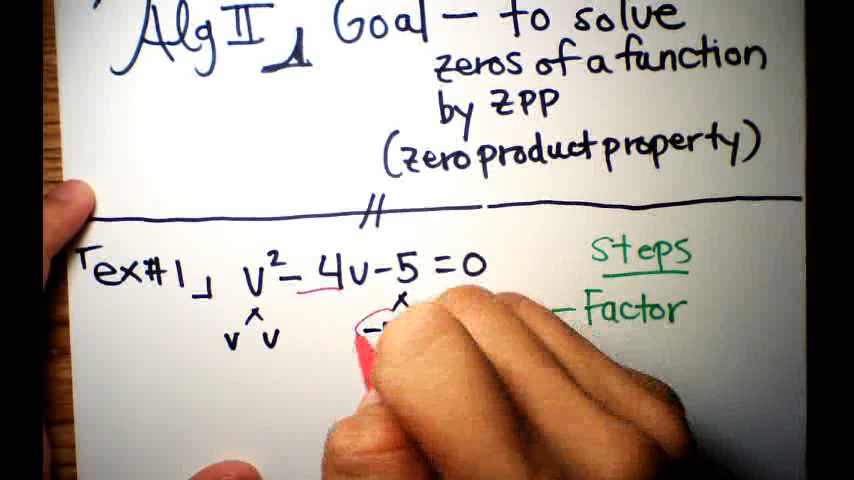 Alg II Goal - to solve
zeros of a function
by ZPP
(zero product property)
ex#1 v² - 4v - 5 = 0
v v
Steps
- Factor